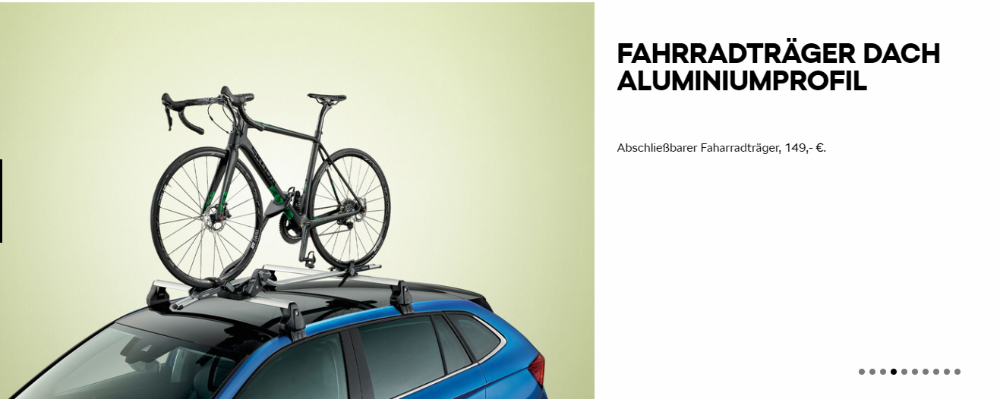 FAHRRADTRÄGER DACH
ALUMINIUMPROFIL
Abschließbarer Faharradträger, 149,- €.